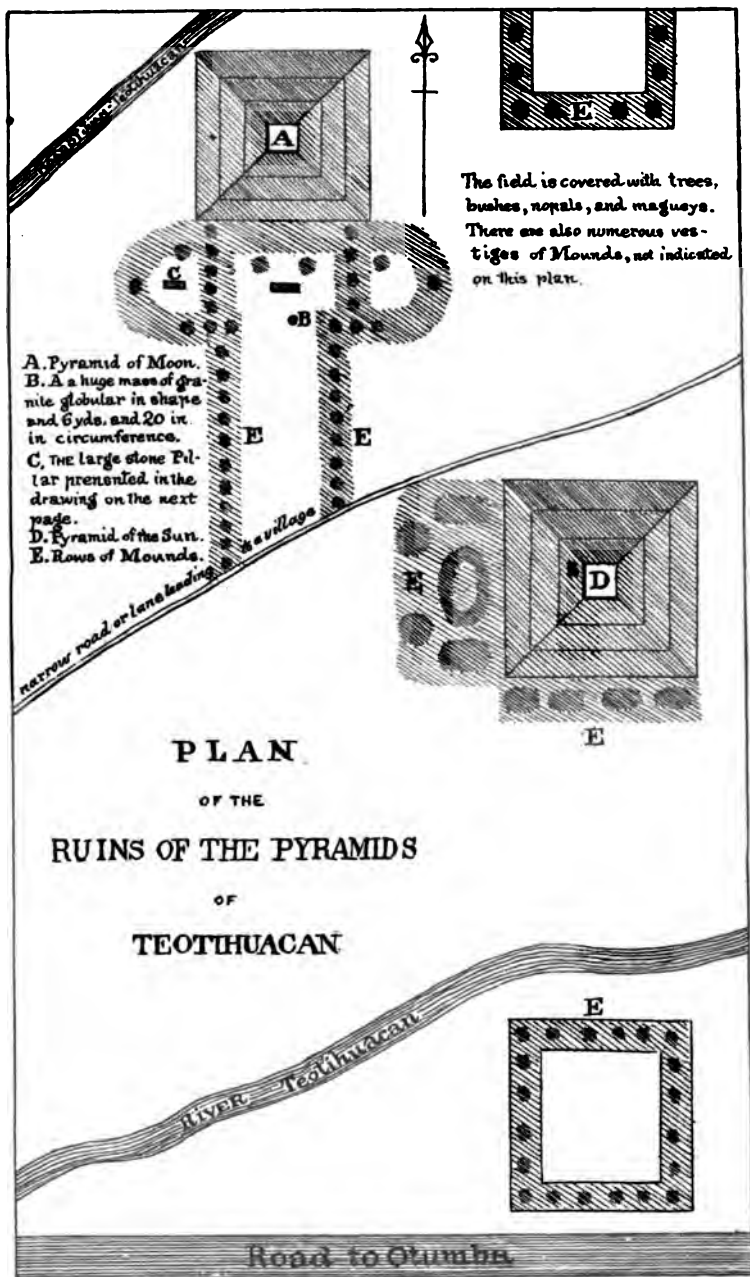 Teotihuacan
A
E
The field is covered with trees,
bushes, nopals, and magueys.
There are also numerous ves-
tiges of Mounds, not indicated
on this plan.
C
B
A. Pyramid of Moon.
B. A a huge mass of gra-
nite globular in shape
and 6 yds. and 20 in
in circumference.
C, THE large stone Pil-
lar prenented in the
drawing on the next
page.
D. Pyramid of the Sun.
E. Rows of Mounds.
E
E
narrow road or lane leading village
E
D
E
PLAN
OF THE
RUINS OF THE PYRAMIDS
OF
TEOTIHUACAN
RIVER Teotihuacan
E
Road to Otumba